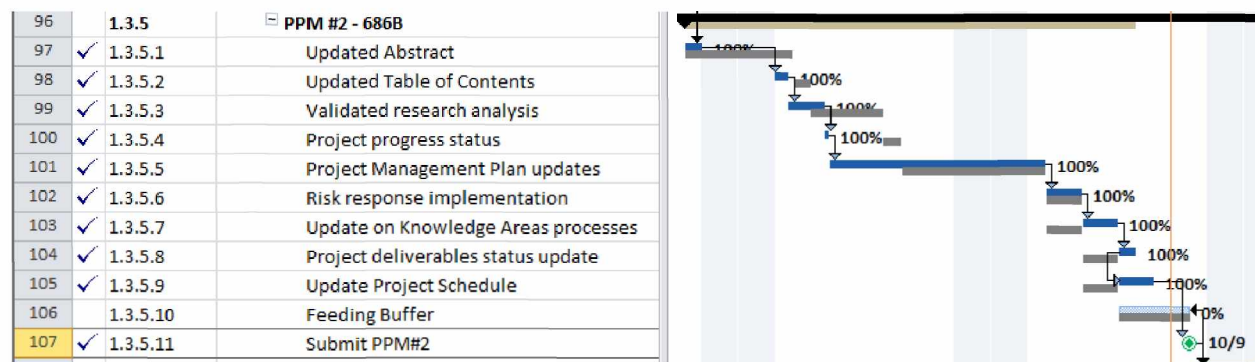 96 1.3.5 PPM #2 - 686B
97 1.3.5.1 Updated Abstract 100%
98 1.3.5.2 Updated Table of Contents 100%
99 1.3.5.3 Validated research analysis 100%
100 1.3.5.4 Project progress status 100%
101 1.3.5.5 Project Management Plan updates 100%
102 1.3.5.6 Risk response implementation 100%
103 1.3.5.7 Update on Knowledge Areas processes 100%
104 1.3.5.8 Project deliverables status update 100%
105 1.3.5.9 Update Project Schedule 100%
106 1.3.5.10 Feeding Buffer 0%
107 1.3.5.11 Submit PPM#2 10/9